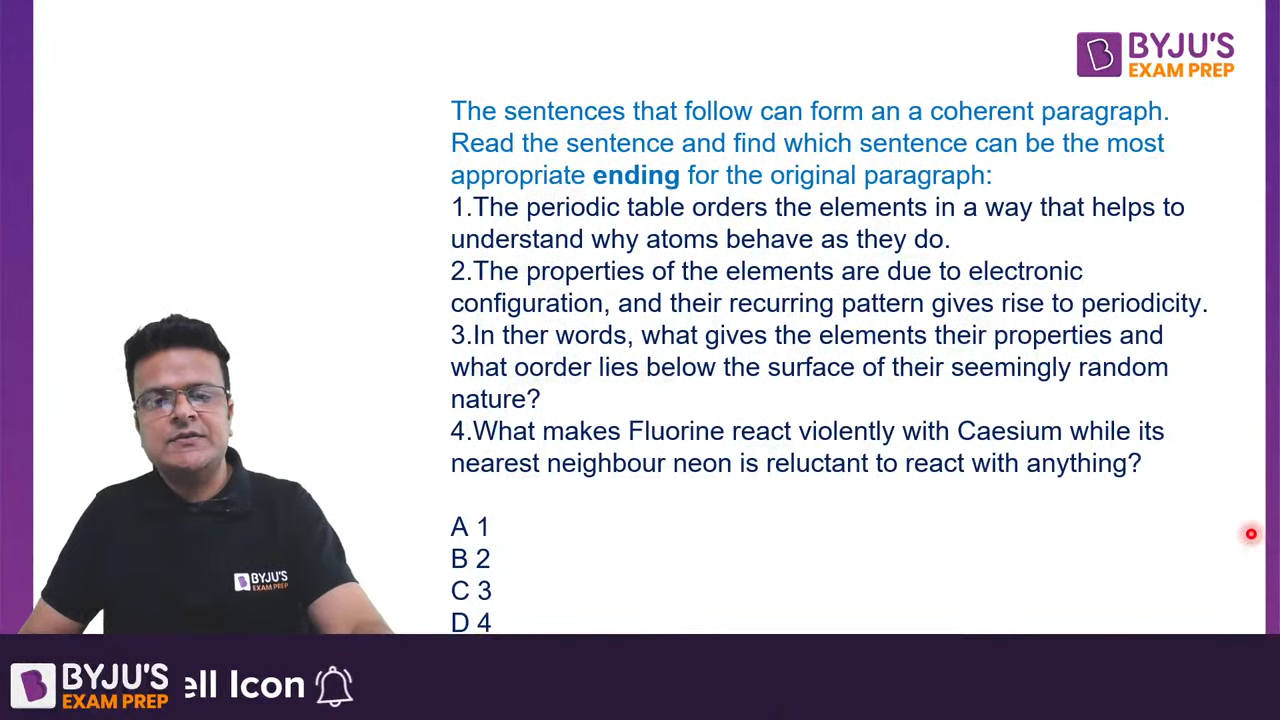 BYJU'S
EXAM PREP
The sentences that follow can form an a coherent paragraph.
Read the sentence and find which sentence can be the most
appropriate ending for the original paragraph:
1.The periodic table orders the elements in a way that helps to
understand why atoms behave as they do.
2.The properties of the elements are due to electronic
configuration, and their recurring pattern gives rise to periodicity.
3.In ther words, what gives the elements their properties and
what oorder lies below the surface of their seemingly random
nature?
4.What makes Fluorine react violently with Caesium while its
nearest neighbour neon is reluctant to react with anything?
A 1
B 2
C 3
D 4
BYJU'S
EXAM PREP
BYJU'S
EXAM PREP
ell Icon